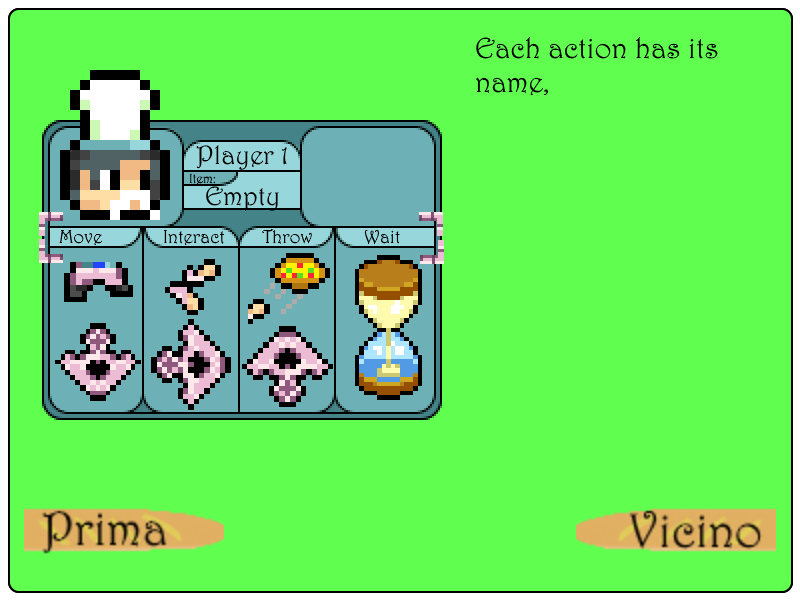 Each action has its
name,
Player 1
Item:
Empty
Move Interact Throw Wait
Prima Vicino